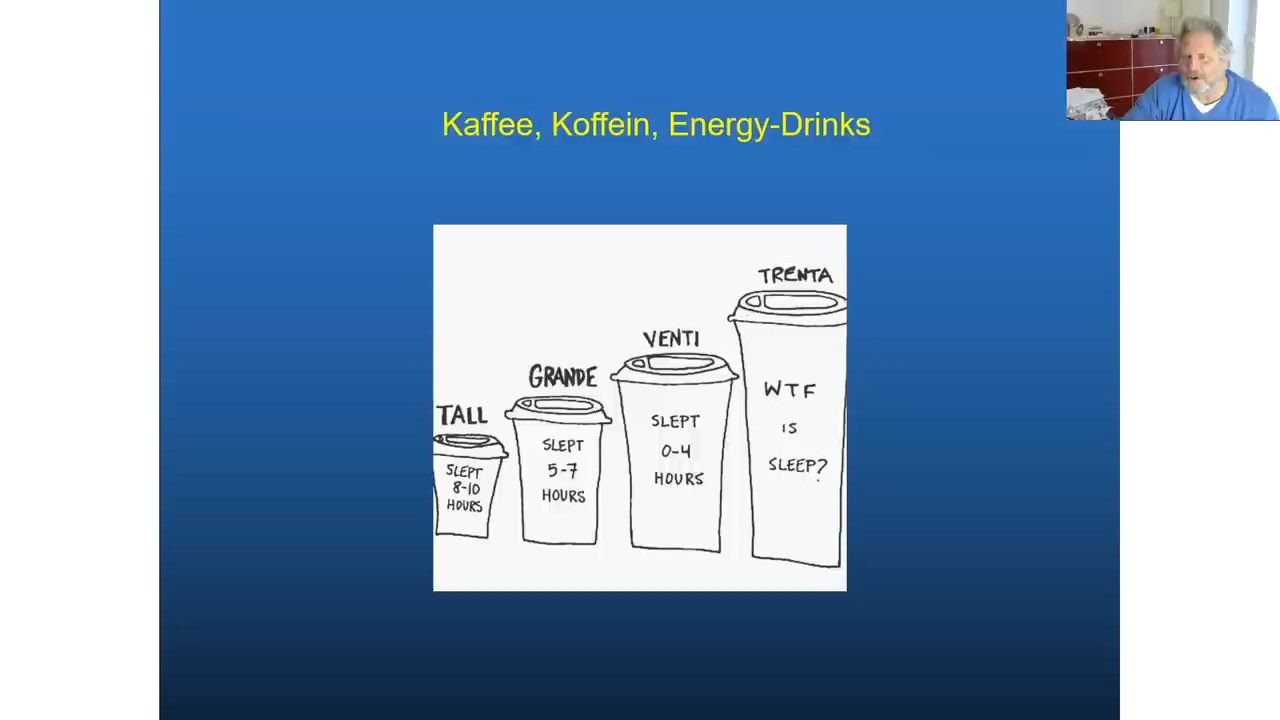 Kaffee, Koffein, Energy-Drinks
TALL
SLEPT
8-10
HOURS
GRANDE
SLEPT
5-7
HOURS
VENTI
SLEPT
0-4
HOURS
TRENTA
WTF
IS
SLEEP?